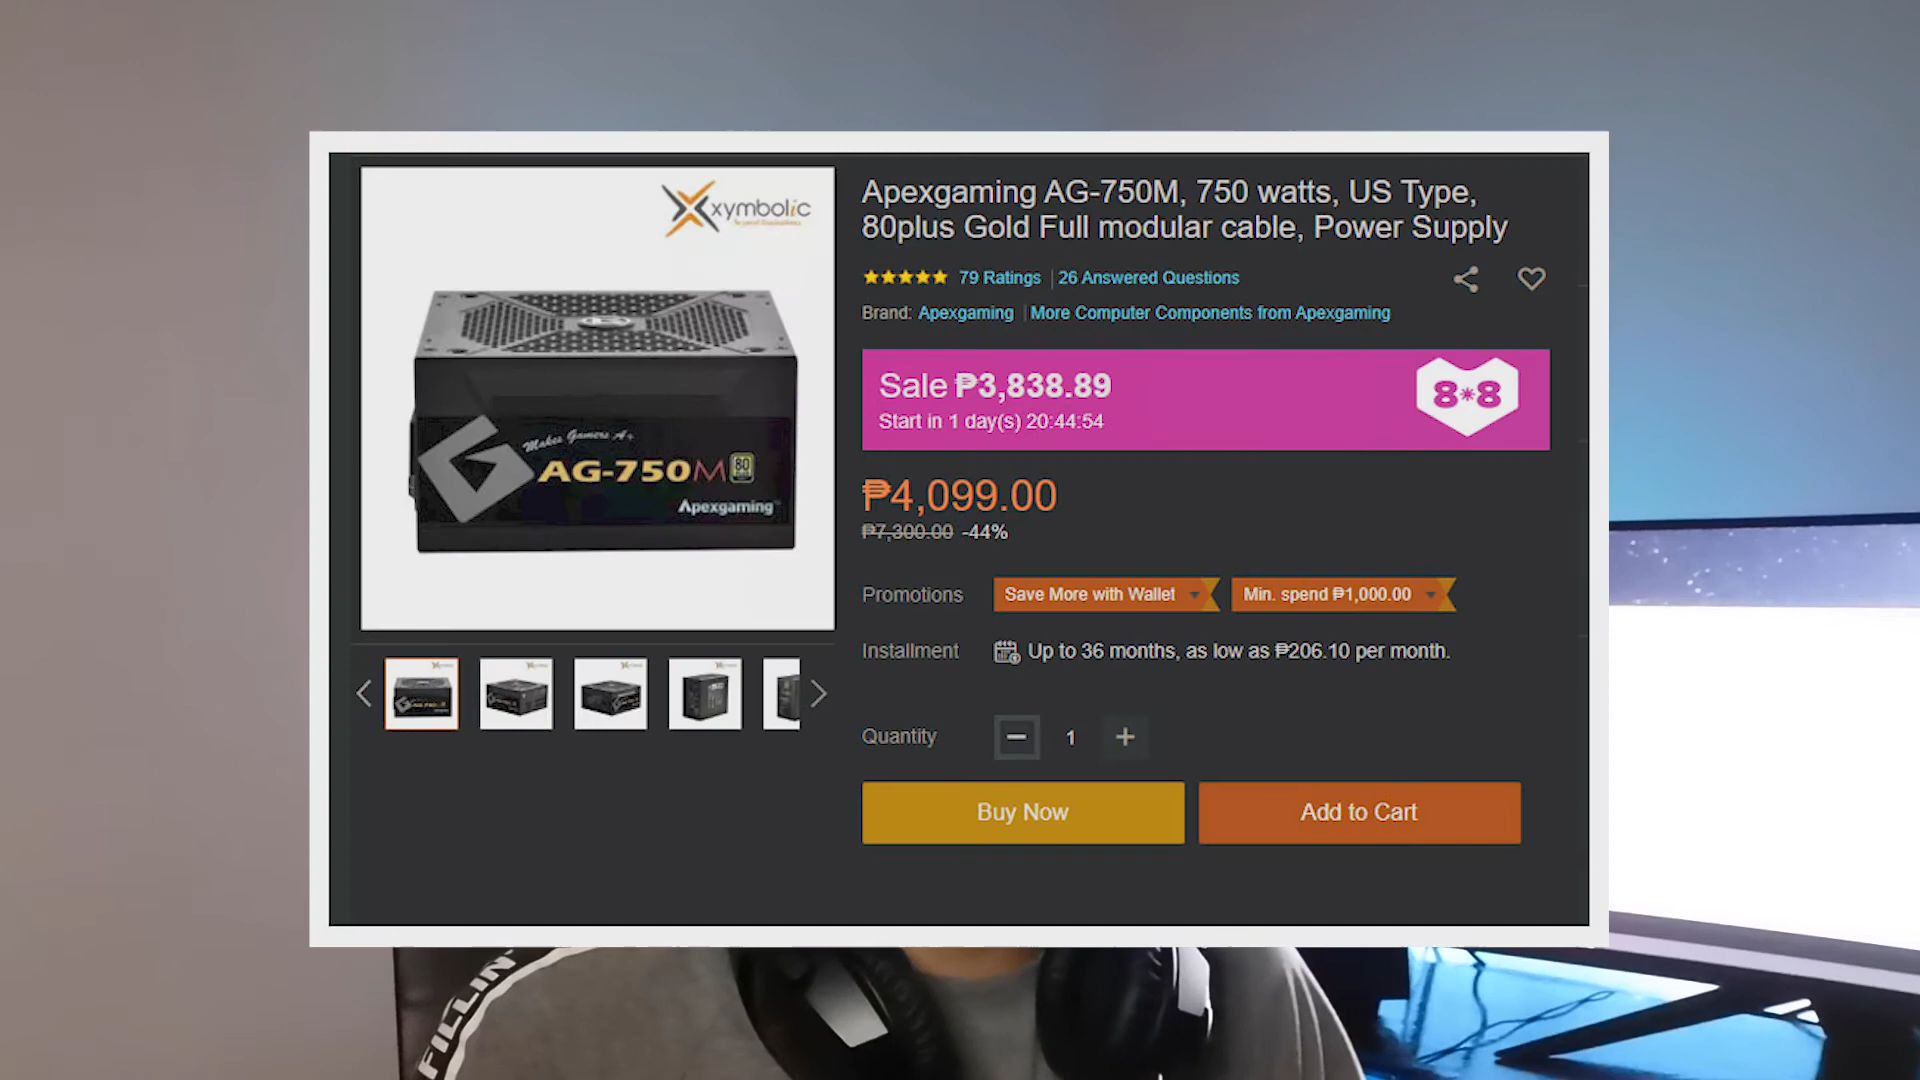 xymbolic
Makes Gamers A+
AG-750M
80
Apexgaming
Apexgaming AG-750M, 750 watts, US Type,
80plus Gold Full modular cable, Power Supply
79 Ratings | 26 Answered Questions
Brand: Apexgaming | More Computer Components from Apexgaming
Sale ₱3,838.89
Start in 1 day(s) 20:44:54
8*8
₱4,099.00
₱7,300.00 -44%
Promotions Save More with Wallet Min. spend ₱1,000.00
Installment Up to 36 months, as low as ₱206.10 per month.
Quantity 1
Buy Now Add to Cart